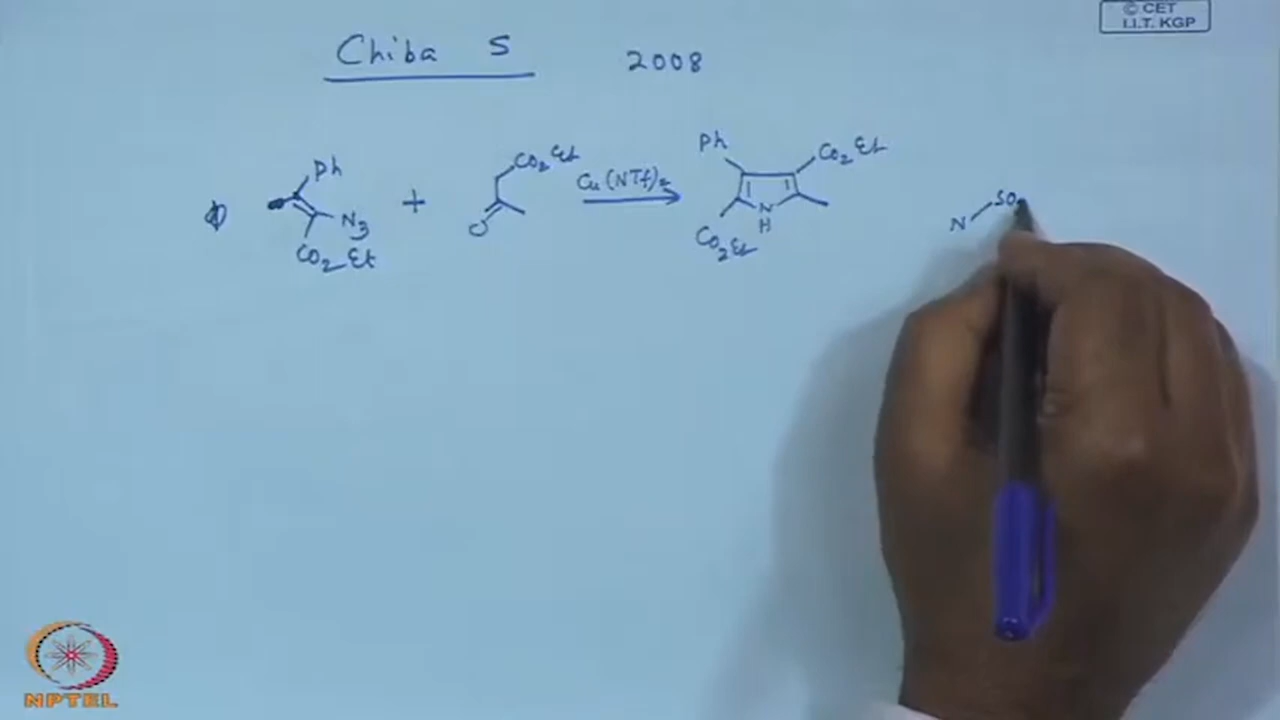 © CET
I.I.T. KGP
Chiba S 2008
Ph
N3
CO2Et
+
CO2Et
O
Cu(NTf)2
Ph
CO2Et
N
H
CO2Et
N
SO
NPTEL